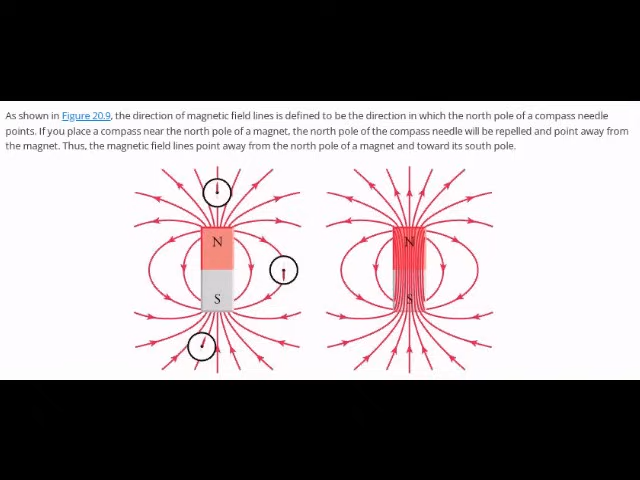 As shown in Figure 20.9, the direction of magnetic field lines is defined to be the direction in which the north pole of a compass needle
points. If you place a compass near the north pole of a magnet, the north pole of the compass needle will be repelled and point away from
the magnet. Thus, the magnetic field lines point away from the north pole of a magnet and toward its south pole.
N N
S S